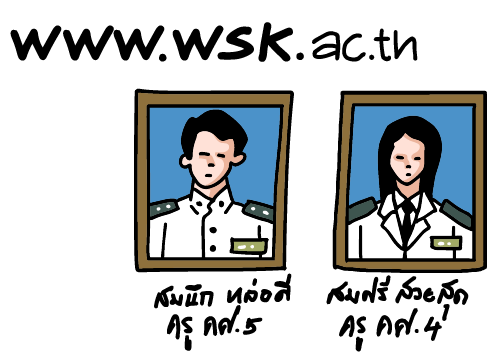 www.wsk.ac.th
สมนึก หล่อดี
ครู คศ.5
สมศรี สวยสุด
ครู คศ.4